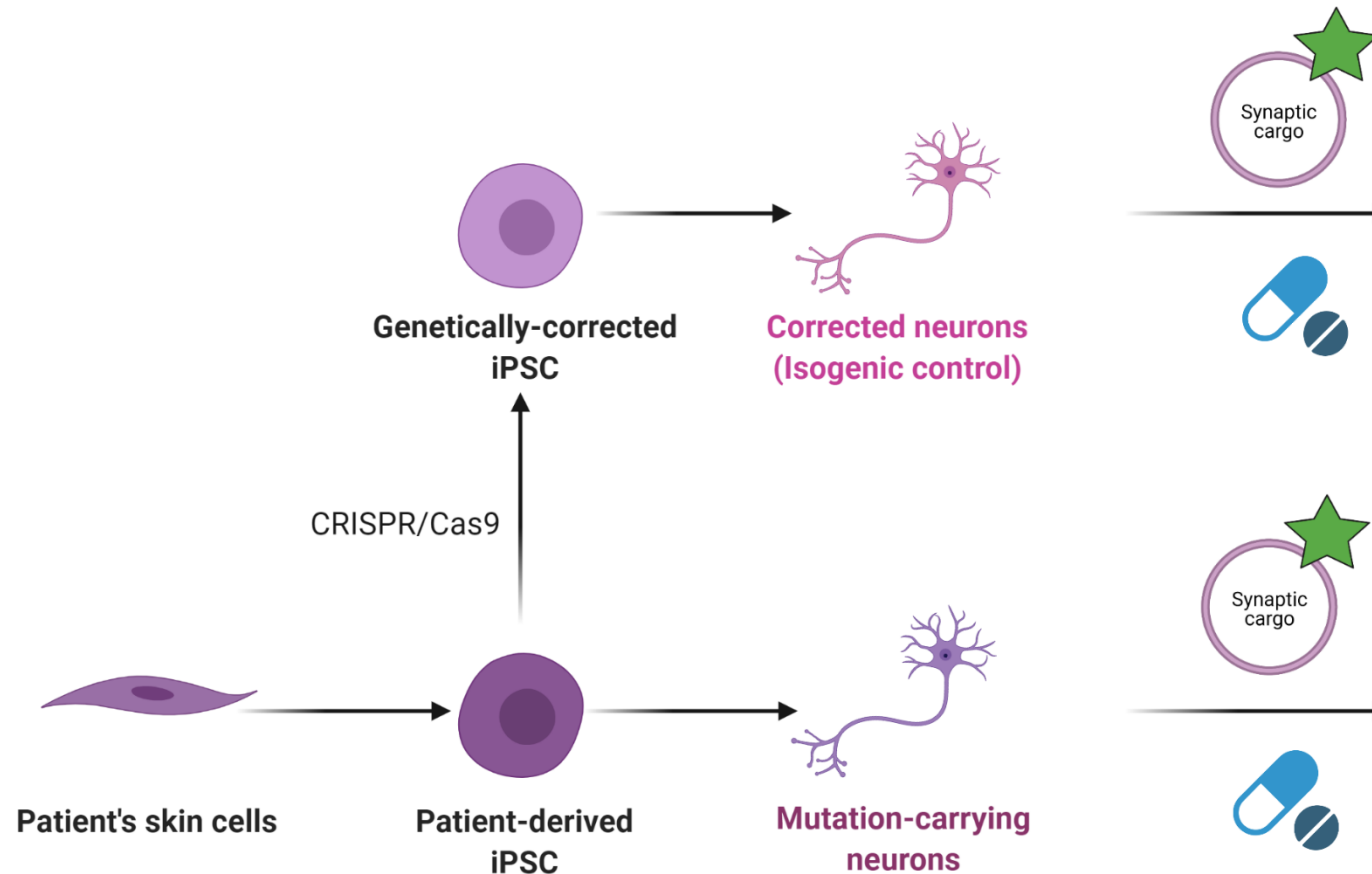 Synaptic
cargo
Genetically-corrected
iPSC
Corrected neurons
(Isogenic control)
CRISPR/Cas9
Synaptic
cargo
Patient's skin cells
Patient-derived
iPSC
Mutation-carrying
neurons